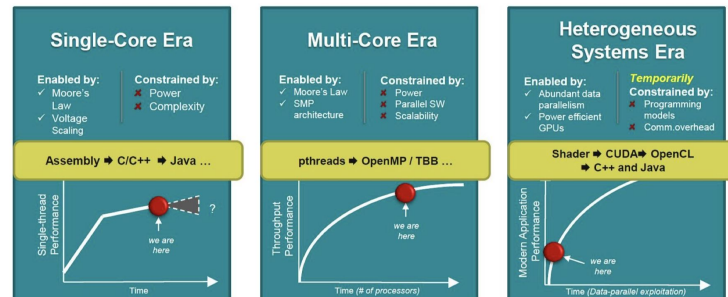 Single-Core Era
Enabled by:
✓ Moore's
Law
✓ Voltage
Scaling
Constrained by:
✘ Power
✘ Complexity
Assembly ➡ C/C++ ➡ Java ...
Single-thread
Performance
?
we are
here
Time
Multi-Core Era
Enabled by:
✓ Moore's Law
✓ SMP
architecture
Constrained by:
✘ Power
✘ Parallel SW
✘ Scalability
pthreads ➡ OpenMP / TBB ...
Throughput
Performance
we are
here
Time (# of processors)
Heterogeneous
Systems Era
Enabled by:
✓ Abundant data
parallelism
✓ Power efficient
GPUs
Temporarily
Constrained by:
✘ Programming
models
✘ Comm.overhead
Shader ➡ CUDA ➡ OpenCL
➡ C++ and Java
Modern Application
Performance
we are
here
Time (Data-parallel exploitation)